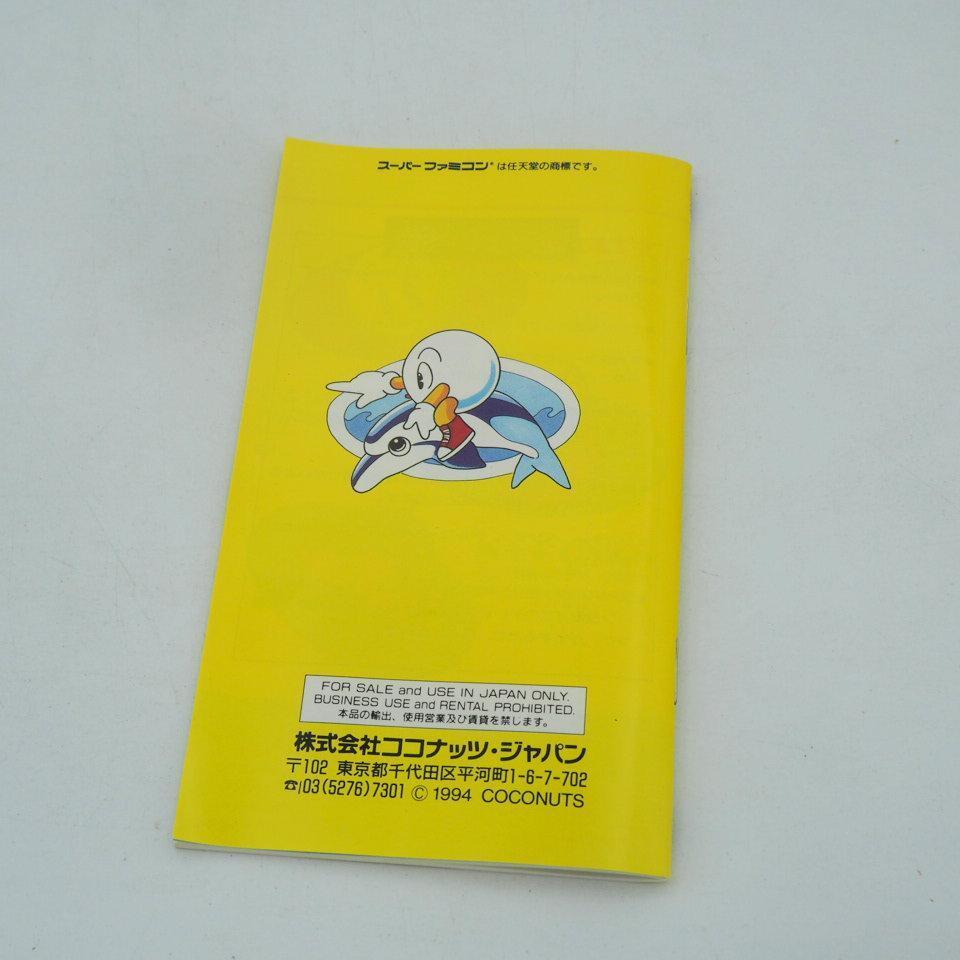 スーパーファミコン®は任天堂の商標です。
FOR SALE and USE IN JAPAN ONLY.
BUSINESS USE and RENTAL PROHIBITED.
本品の輸出、使用営業及び賃貸を禁します。
株式会社ココナッツ・ジャパン
〒102 東京都千代田区平河町1-6-7-702
☎03(5276)7301 © 1994 COCONUTS